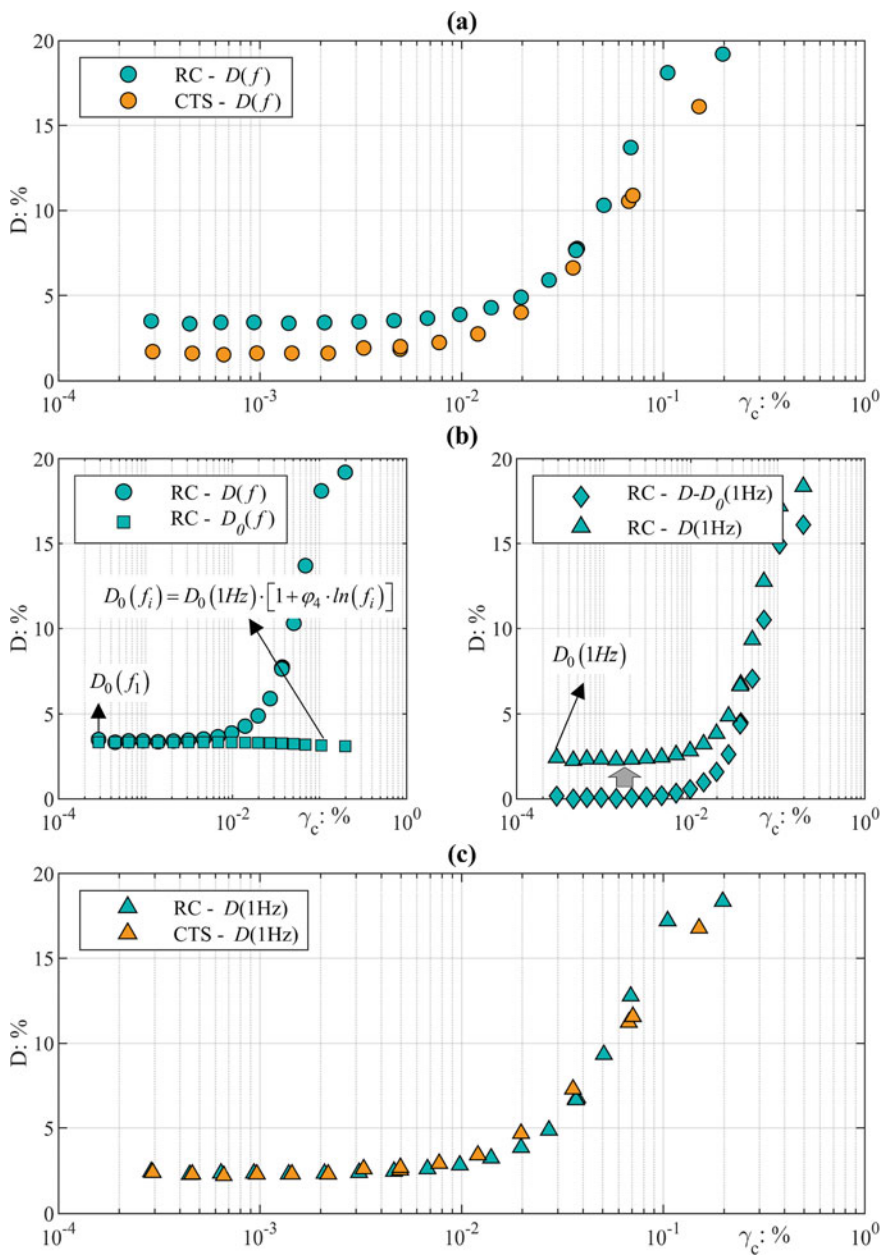 (a)
20
15
10
5
0
D: %
RC - D(f)
CTS - D(f)
10^-4
10^-3
10^-2
10^-1
γc: %
10^0
(b)
20
15
10
5
0
D: %
RC - D(f)
RC - D0(f)
D0(fi) = D0(1Hz)·[1+φ4·ln(fi)]
D0(f1)
10^-4
10^-2
γc: %
10^0
20
15
10
5
0
D: %
RC - D-D0(1Hz)
RC - D(1Hz)
D0(1Hz)
10^-4
10^-2
γc: %
10^0
(c)
20
15
10
5
0
D: %
RC - D(1Hz)
CTS - D(1Hz)
10^-4
10^-3
10^-2
10^-1
γc: %
10^0